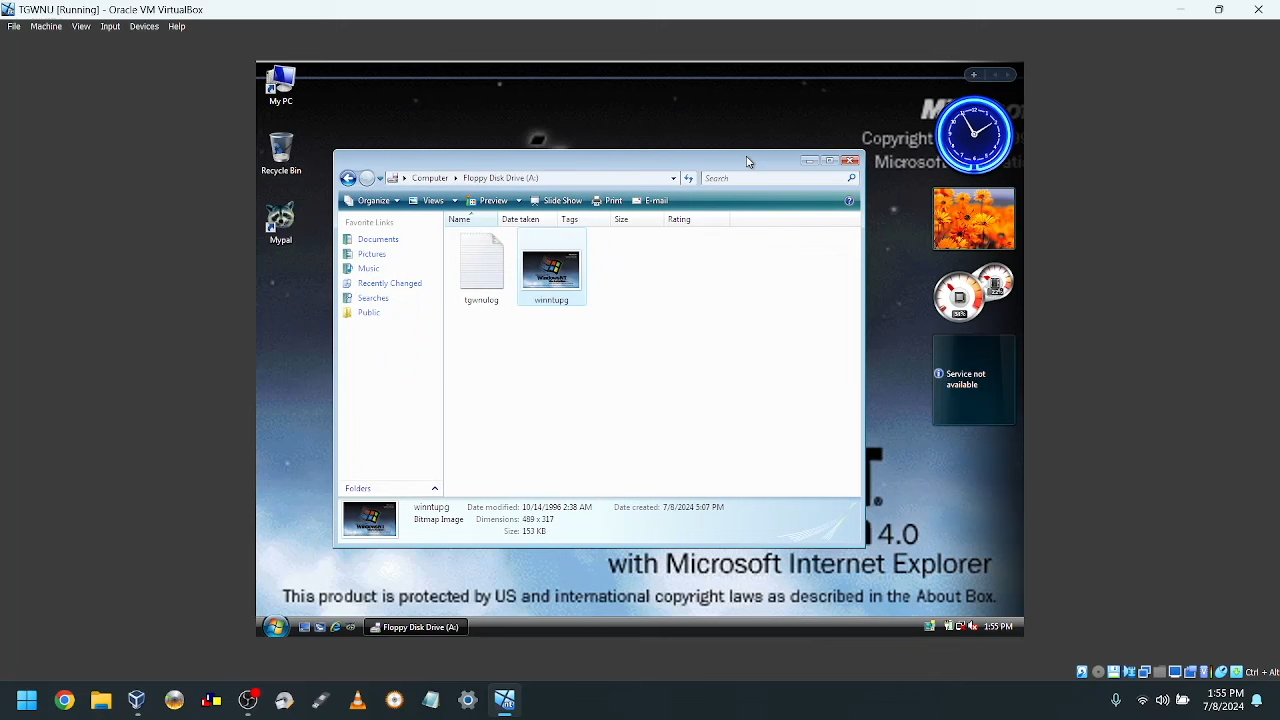 TGWNU [Running] - Oracle VM VirtualBox
File Machine View Input Devices Help
My PC
Recycle Bin
Mypal
Copyright
Microsoft
Computer Floppy Disk Drive (A:)
Search
Organize Views Preview Slide Show Print E-mail
Favorite Links
Name Date taken Tags Size Rating
Documents
Pictures
Music
Recently Changed
Searches
Public
tgwnulog
winntupg
Folders
winntupg
Bitmap Image
Date modified: 10/14/1996 2:38 AM
Dimensions: 489 x 317
Size: 153 KB
Date created: 7/8/2024 5:07 PM
Service not
available
4.0
with Microsoft Internet Explorer
This product is protected by US and international copyright laws as described in the About Box.
Floppy Disk Drive (A:)
1:55 PM
Ctrl + Alt
1:55 PM
7/8/2024